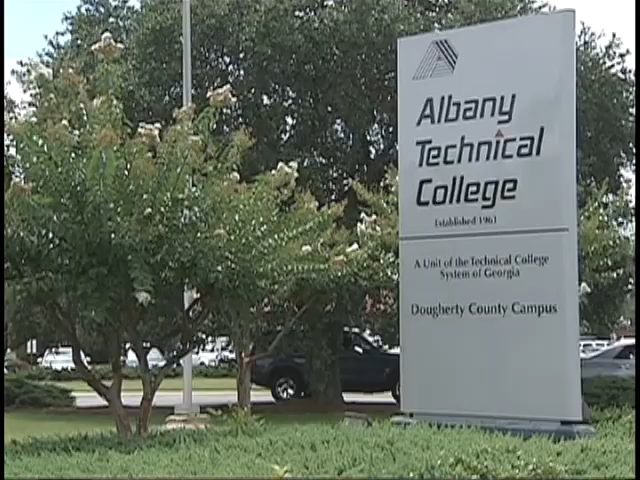 Albany
Technical
College
Established 1961
A Unit of the Technical College
System of Georgia
Dougherty County Campus